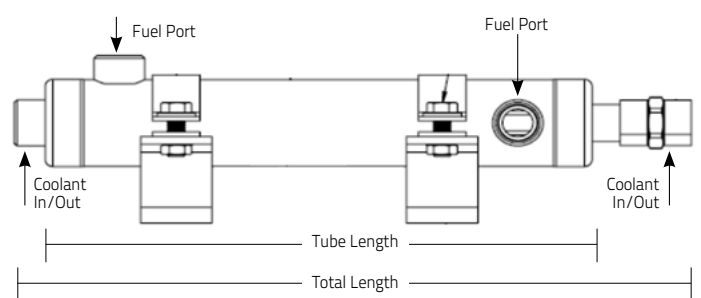 Fuel Port
Fuel Port
Coolant
In/Out
Coolant
In/Out
Tube Length
Total Length